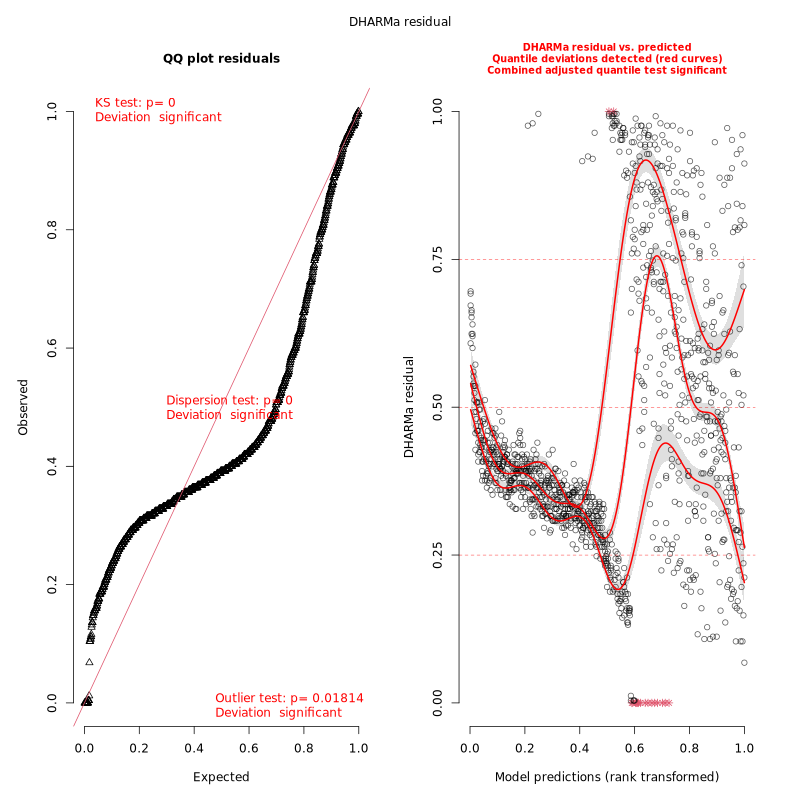 DHARMa residual
QQ plot residuals
KS test: p= 0
Deviation  significant
Dispersion test: p= 0
Deviation  significant
Outlier test: p= 0.01814
Deviation  significant
Observed
0.0
0.2
0.4
0.6
0.8
1.0
0.0
0.2
0.4
0.6
0.8
1.0
Expected
DHARMa residual vs. predicted
Quantile deviations detected (red curves)
Combined adjusted quantile test significant
DHARMa residual
0.00
0.25
0.50
0.75
1.00
0.0
0.2
0.4
0.6
0.8
1.0
Model predictions (rank transformed)